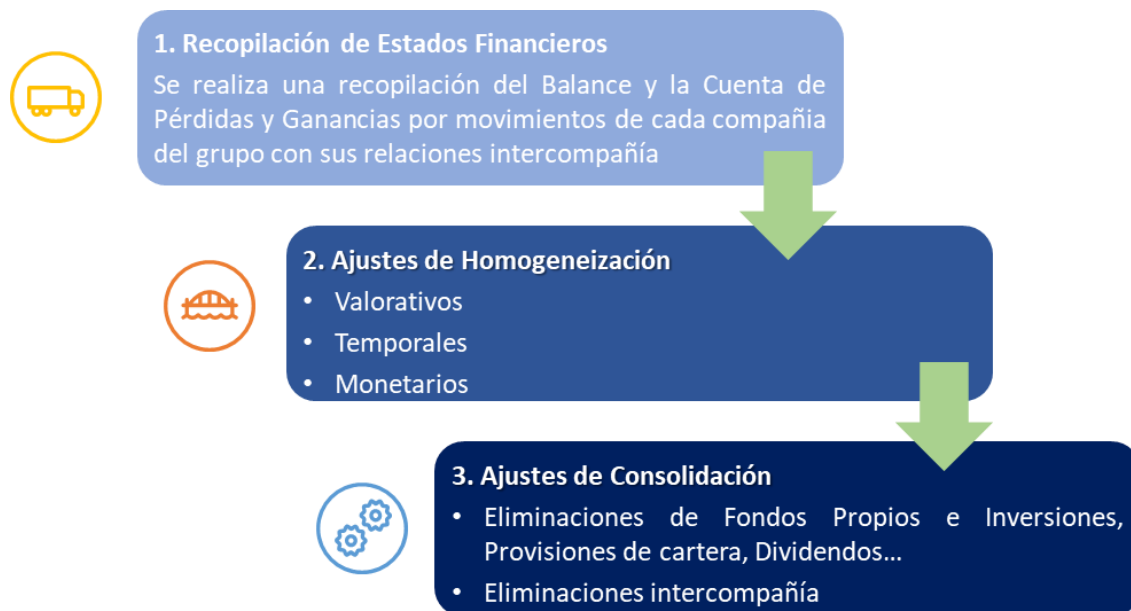 1. Recopilación de Estados Financieros
Se realiza una recopilación del Balance y la Cuenta de
Pérdidas y Ganancias por movimientos de cada compañia
del grupo con sus relaciones intercompañía
2. Ajustes de Homogeneización
• Valorativos
• Temporales
• Monetarios
3. Ajustes de Consolidación
• Eliminaciones de Fondos Propios e Inversiones,
Provisiones de cartera, Dividendos...
• Eliminaciones intercompañía